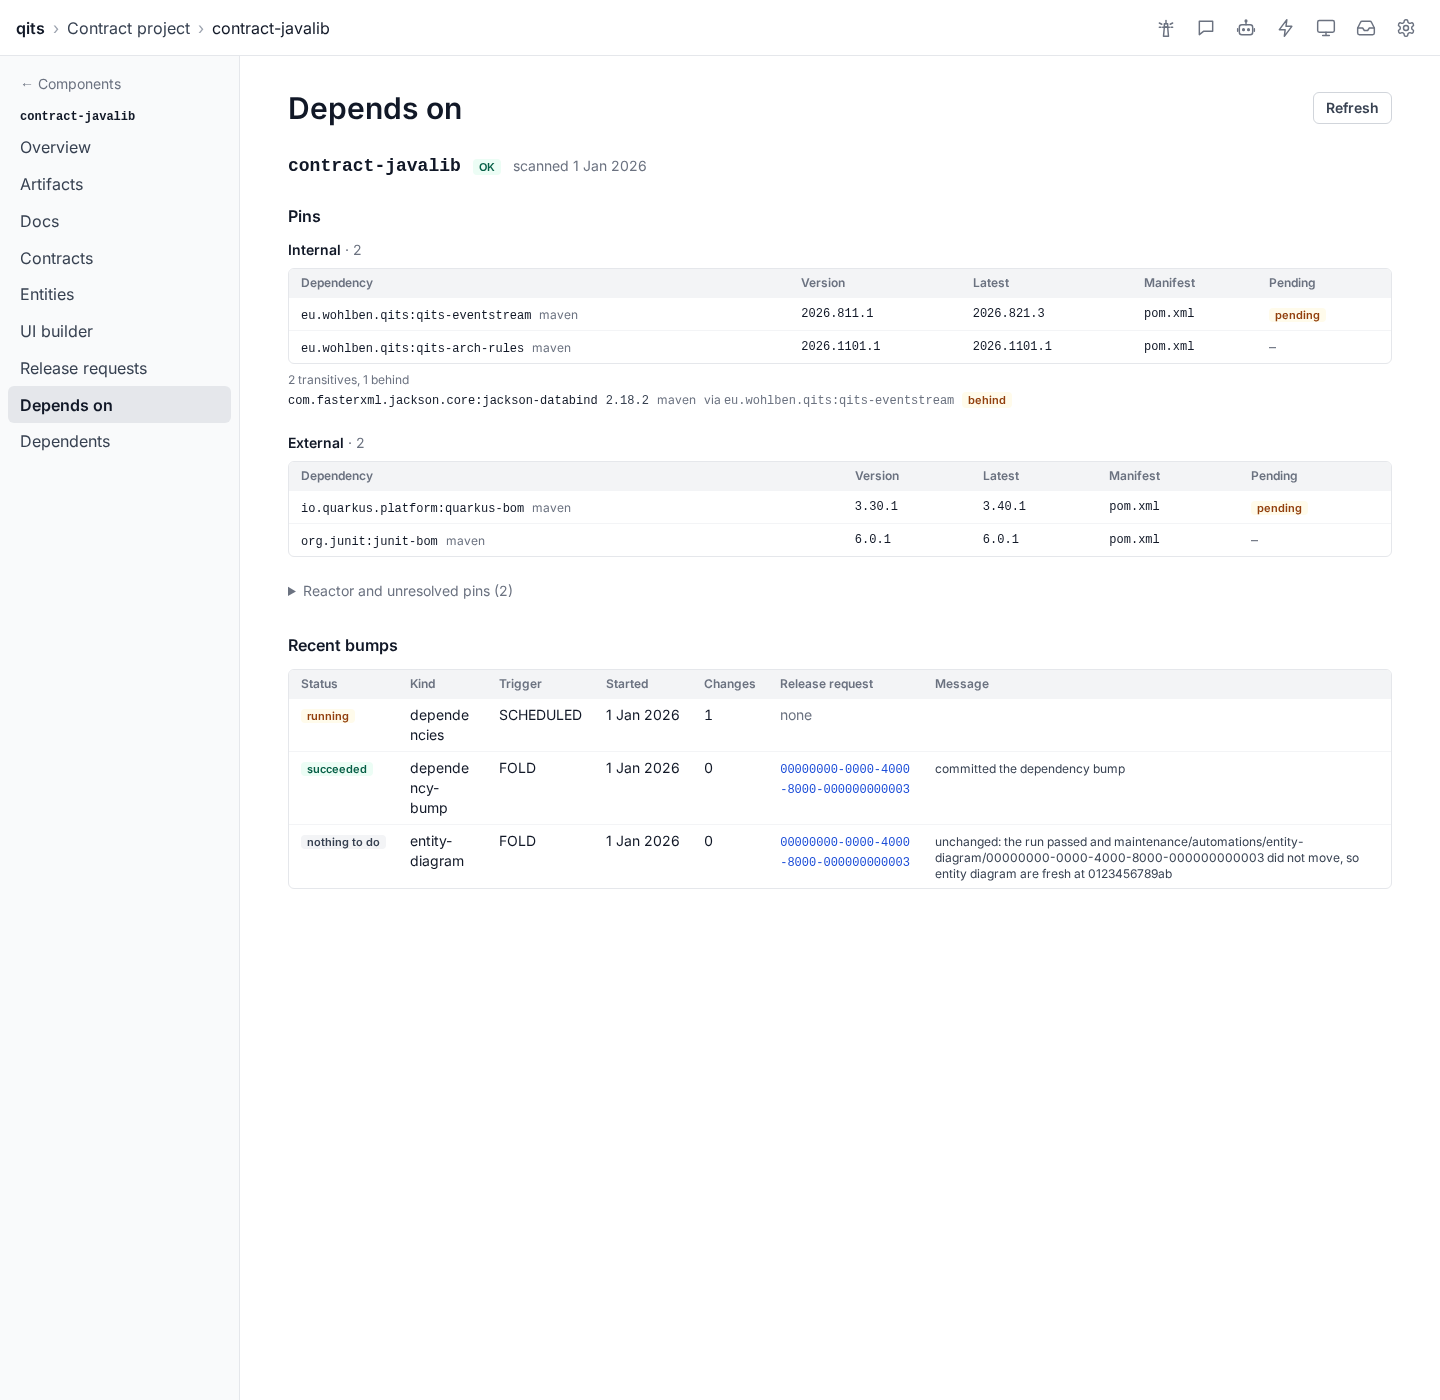 qits › Contract project › contract-javalib
← Components
contract-javalib
Overview
Artifacts
Docs
Contracts
Entities
UI builder
Release requests
Depends on
Dependents
Depends on
Refresh
contract-javalib OK scanned 1 Jan 2026
Pins
Internal · 2
Dependency Version Latest Manifest Pending
eu.wohlben.qits:qits-eventstream maven 2026.811.1 2026.821.3 pom.xml pending
eu.wohlben.qits:qits-arch-rules maven 2026.1101.1 2026.1101.1 pom.xml –
2 transitives, 1 behind
com.fasterxml.jackson.core:jackson-databind 2.18.2 maven via eu.wohlben.qits:qits-eventstream behind
External · 2
Dependency Version Latest Manifest Pending
io.quarkus.platform:quarkus-bom maven 3.30.1 3.40.1 pom.xml pending
org.junit:junit-bom maven 6.0.1 6.0.1 pom.xml –
▶ Reactor and unresolved pins (2)
Recent bumps
Status Kind Trigger Started Changes Release request Message
running depende SCHEDULED 1 Jan 2026 1 none
ncies
succeeded depende FOLD 1 Jan 2026 0 00000000-0000-4000 committed the dependency bump
ncy- -8000-000000000003
bump
nothing to do entity- FOLD 1 Jan 2026 0 00000000-0000-4000 unchanged: the run passed and maintenance/automations/entity-
diagram -8000-000000000003 diagram/00000000-0000-4000-8000-000000000003 did not move, so
entity diagram are fresh at 0123456789ab